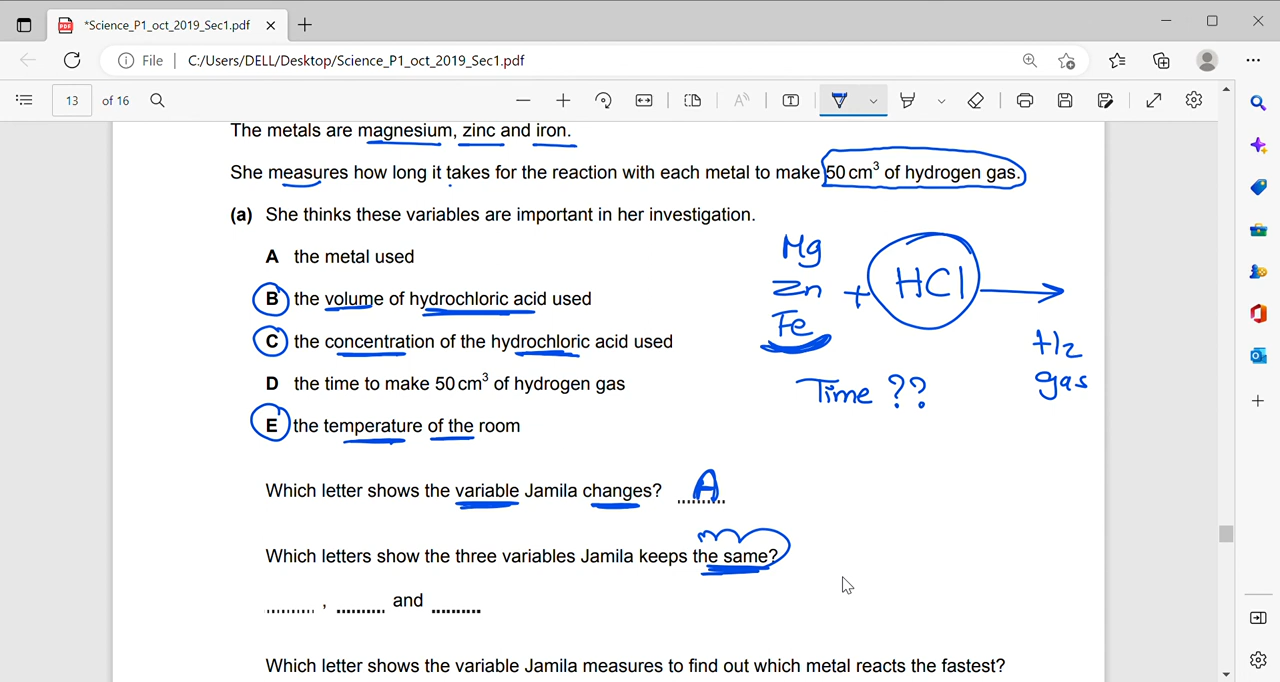 *Science_P1_oct_2019_Sec1.pdf
File C:/Users/DELL/Desktop/Science_P1_oct_2019_Sec1.pdf
13 of 16
The metals are magnesium, zinc and iron.
She measures how long it takes for the reaction with each metal to make 50 cm³ of hydrogen gas.
(a) She thinks these variables are important in her investigation.
A the metal used
B the volume of hydrochloric acid used
C the concentration of the hydrochloric acid used
D the time to make 50 cm³ of hydrogen gas
E the temperature of the room
Mg
Zn + HCl
Fe
H2
gas
Time ??
Which letter shows the variable Jamila changes? A
Which letters show the three variables Jamila keeps the same?
.......... , .......... and ..........
Which letter shows the variable Jamila measures to find out which metal reacts the fastest?